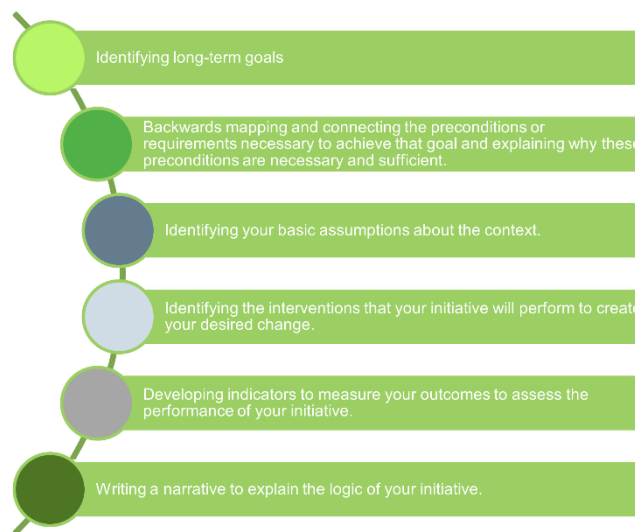 Identifying long-term goals
Backwards mapping and connecting the preconditions or
requirements necessary to achieve that goal and explaining why these
preconditions are necessary and sufficient.
Identifying your basic assumptions about the context.
Identifying the interventions that your initiative will perform to create
your desired change.
Developing indicators to measure your outcomes to assess the
performance of your initiative.
Writing a narrative to explain the logic of your initiative.